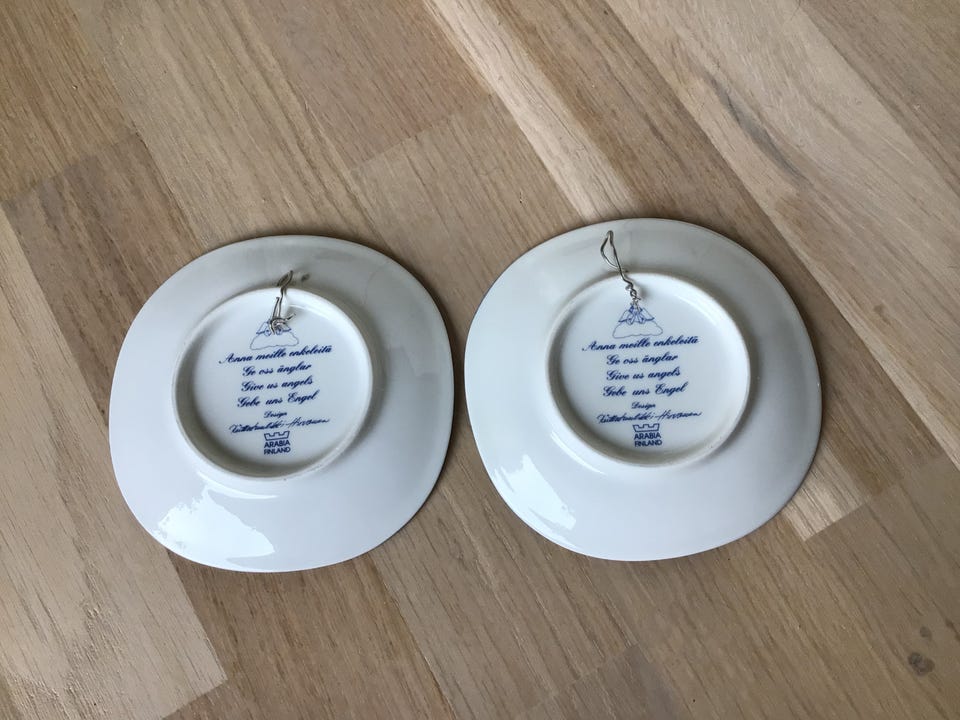 Anna meille enkeleitä
Ge oss änglar
Give us angels
Gebe uns Engel
Design
ARABIA
FINLAND
Anna meille enkeleitä
Ge oss änglar
Give us angels
Gebe uns Engel
Design
ARABIA
FINLAND